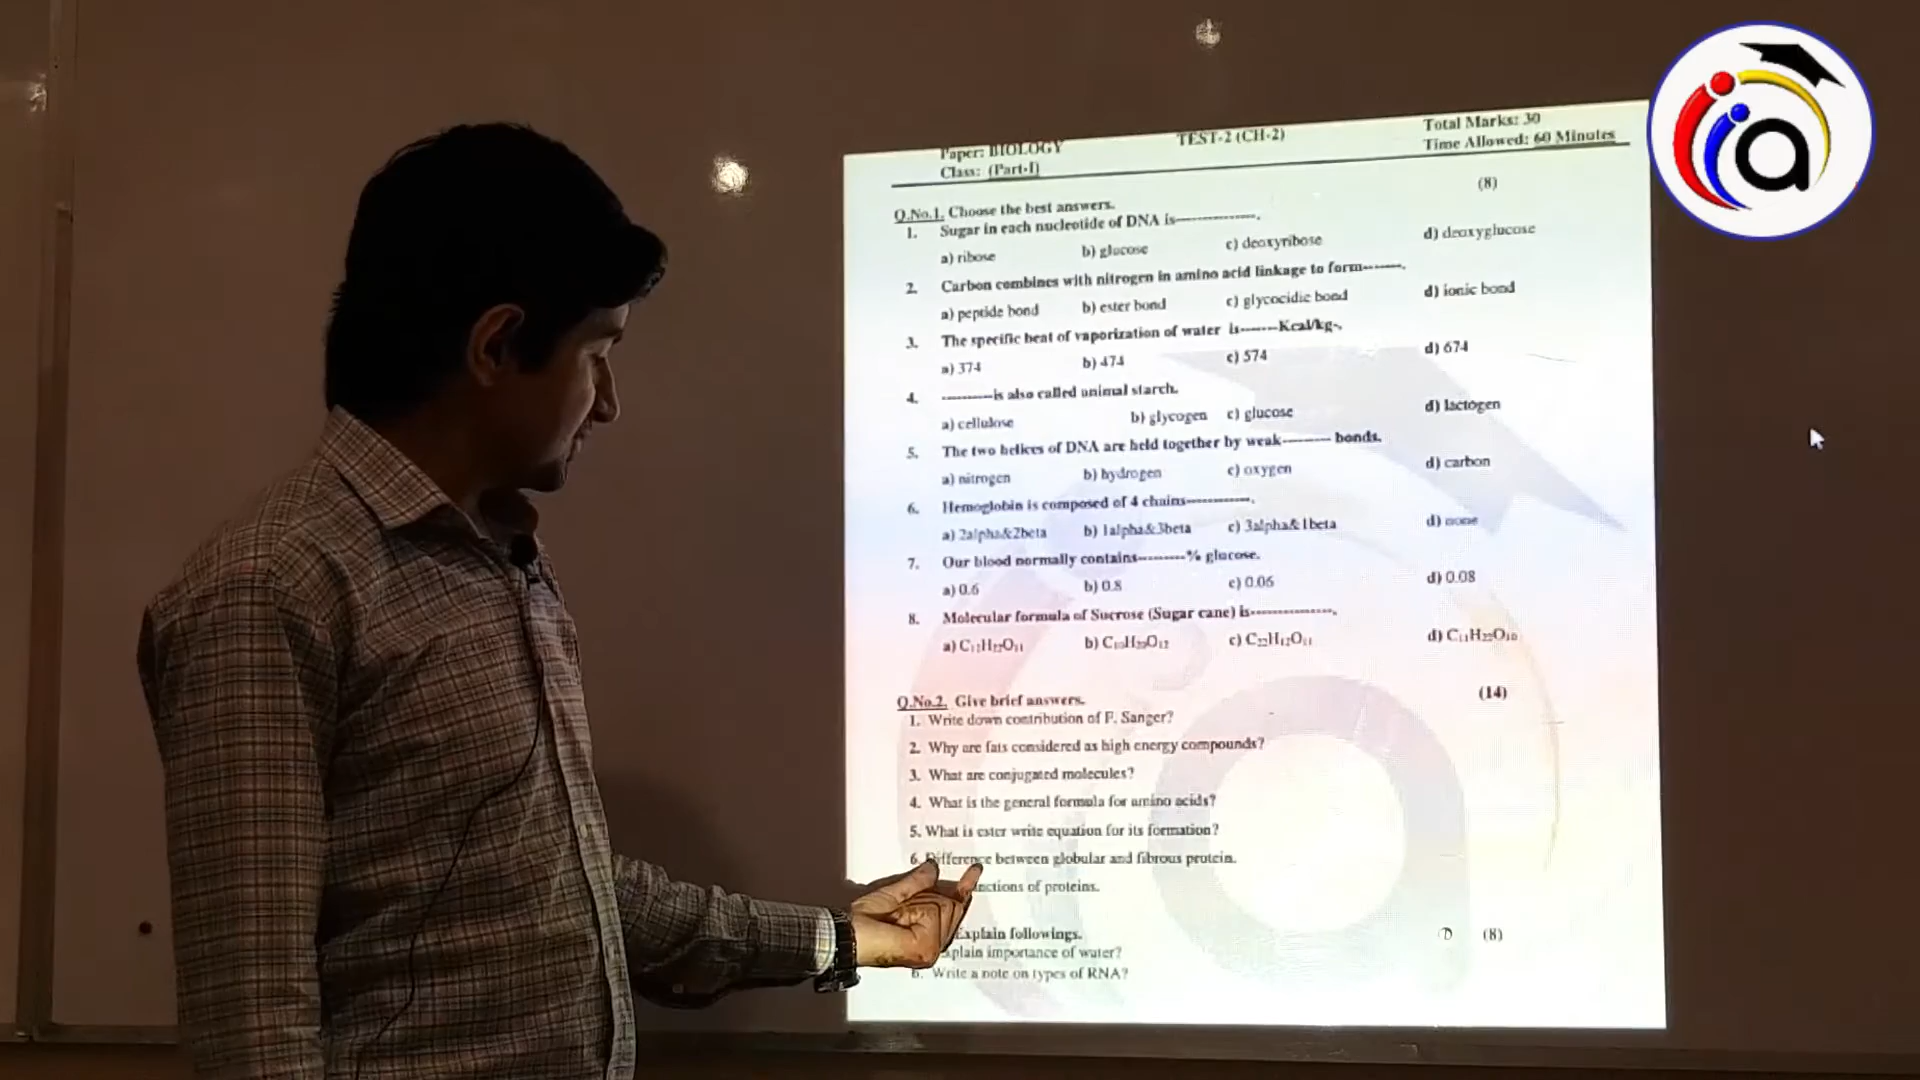 Paper: BIOLOGY
TEST-2 (CH-2)
Total Marks: 30
Class: (Part-I)
Time Allowed: 60 Minutes
(8)
Q.No.1. Choose the best answers.
1. Sugar in each nucleotide of DNA is---------------.
a) ribose b) glucose c) deoxyribose d) deoxyglucose
2. Carbon combines with nitrogen in amino acid linkage to form-------.
a) peptide bond b) ester bond c) glycocidic bond d) ionic bond
3. The specific heat of vaporization of water is-------Kcal/kg-.
a) 374 b) 474 c) 574 d) 674
4. ----------is also called animal starch.
a) cellulose b) glycogen c) glucose d) lactogen
5. The two helices of DNA are held together by weak--------- bonds.
a) nitrogen b) hydrogen c) oxygen d) carbon
6. Hemoglobin is composed of 4 chains------------.
a) 2alpha&2beta b) 1alpha&3beta c) 3alpha&1beta d) none
7. Our blood normally contains---------% glucose.
a) 0.6 b) 0.8 c) 0.06 d) 0.08
8. Molecular formula of Sucrose (Sugar cane) is---------------.
a) C₁₂H₂₂O₁₁ b) C₁₀H₂₀O₁₂ c) C₂₂H₁₂O₁₁ d) C₁₁H₂₂O₁₀
Q.No.2. Give brief answers. (14)
1. Write down contribution of F. Sanger?
2. Why are fats considered as high energy compounds?
3. What are conjugated molecules?
4. What is the general formula for amino acids?
5. What is ester write equation for its formation?
6. Difference between globular and fibrous protein.
of proteins.
Explain followings. (8)
importance of water?
Write a note on types of RNA?